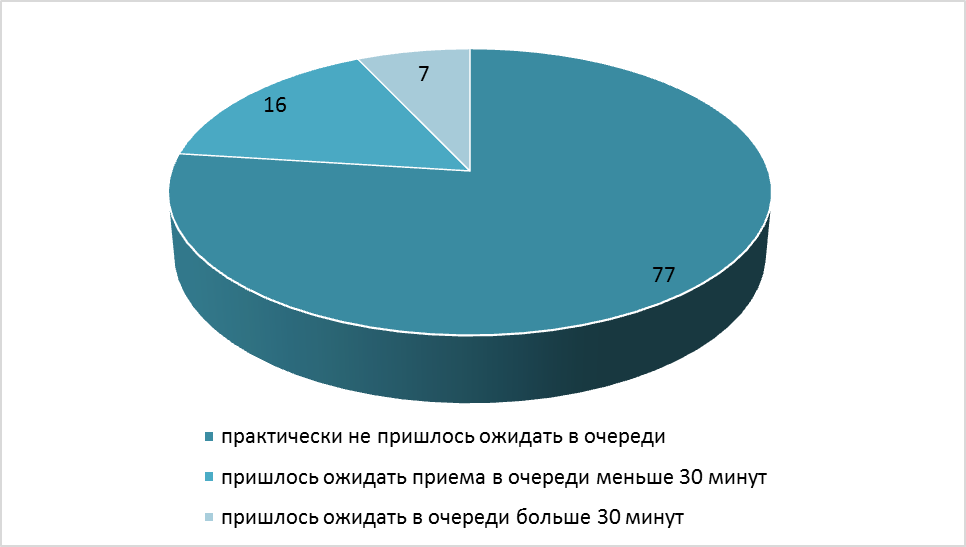 7
16
77
практически не пришлось ожидать в очереди
пришлось ожидать приема в очереди меньше 30 минут
пришлось ожидать в очереди больше 30 минут